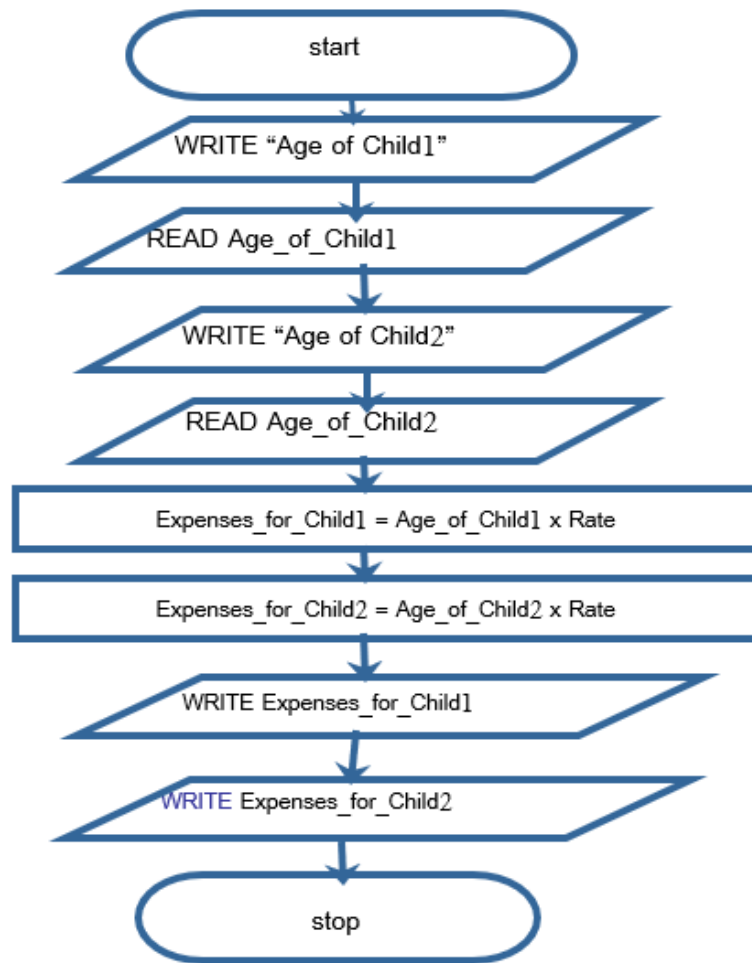 start
WRITE “Age of Child1”
READ Age_of_Child1
WRITE “Age of Child2”
READ Age_of_Child2
Expenses_for_Child1 = Age_of_Child1 x Rate
Expenses_for_Child2 = Age_of_Child2 x Rate
WRITE Expenses_for_Child1
WRITE Expenses_for_Child2
stop